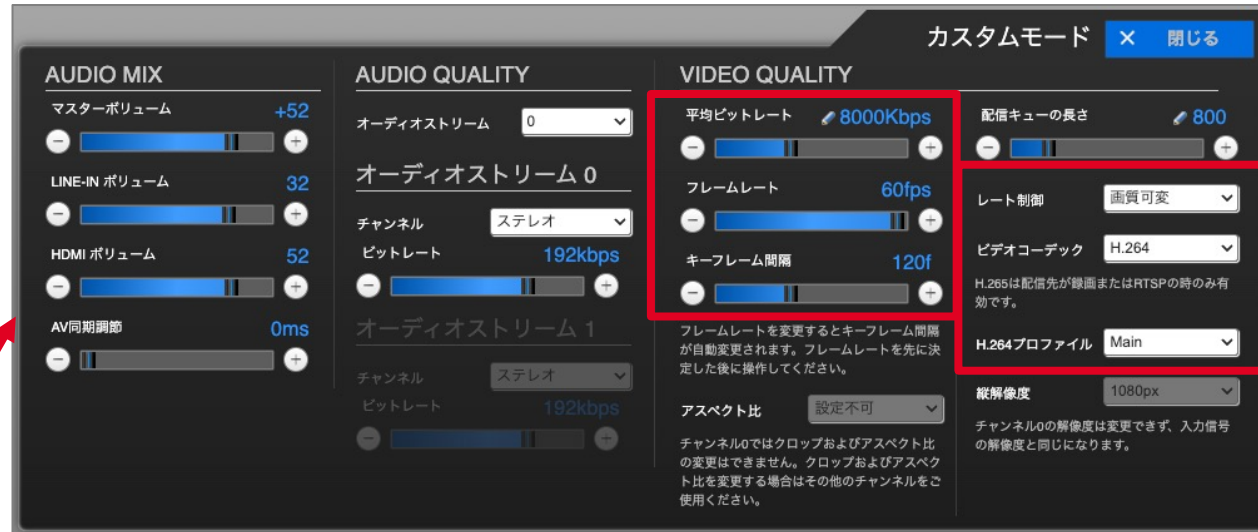 カスタムモード
× 閉じる
AUDIO MIX
マスターボリューム +52
LINE-IN ボリューム 32
HDMI ボリューム 52
AV同期調節 0ms
AUDIO QUALITY
オーディオストリーム 0
オーディオストリーム 0
チャンネル ステレオ
ビットレート 192kbps
オーディオストリーム 1
チャンネル ステレオ
ビットレート 192kbps
VIDEO QUALITY
平均ビットレート 8000Kbps
フレームレート 60fps
キーフレーム間隔 120f
フレームレートを変更するとキーフレーム間隔
が自動変更されます。フレームレートを先に決
定した後に操作してください。
アスペクト比 設定不可
チャンネル0ではクロップおよびアスペクト比
の変更はできません。クロップおよびアスペク
ト比を変更する場合はその他のチャンネルをご
使用ください。
配信キューの長さ 800
レート制御 画質可変
ビデオコーデック H.264
H.265は配信先が録画またはRTSPの時のみ有
効です。
H.264プロファイル Main
縦解像度 1080px
チャンネル0の解像度は変更できず、入力信号
の解像度と同じになります。